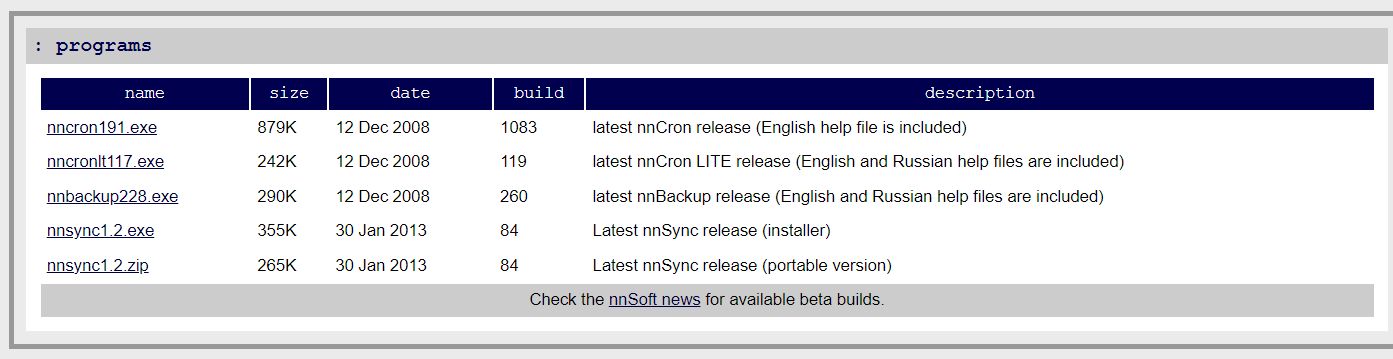 : programs
name size date build description
nncron191.exe 879K 12 Dec 2008 1083 latest nnCron release (English help file is included)
nncronlt117.exe 242K 12 Dec 2008 119 latest nnCron LITE release (English and Russian help files are included)
nnbackup228.exe 290K 12 Dec 2008 260 latest nnBackup release (English and Russian help files are included)
nnsync1.2.exe 355K 30 Jan 2013 84 Latest nnSync release (installer)
nnsync1.2.zip 265K 30 Jan 2013 84 Latest nnSync release (portable version)
Check the nnSoft news for available beta builds.